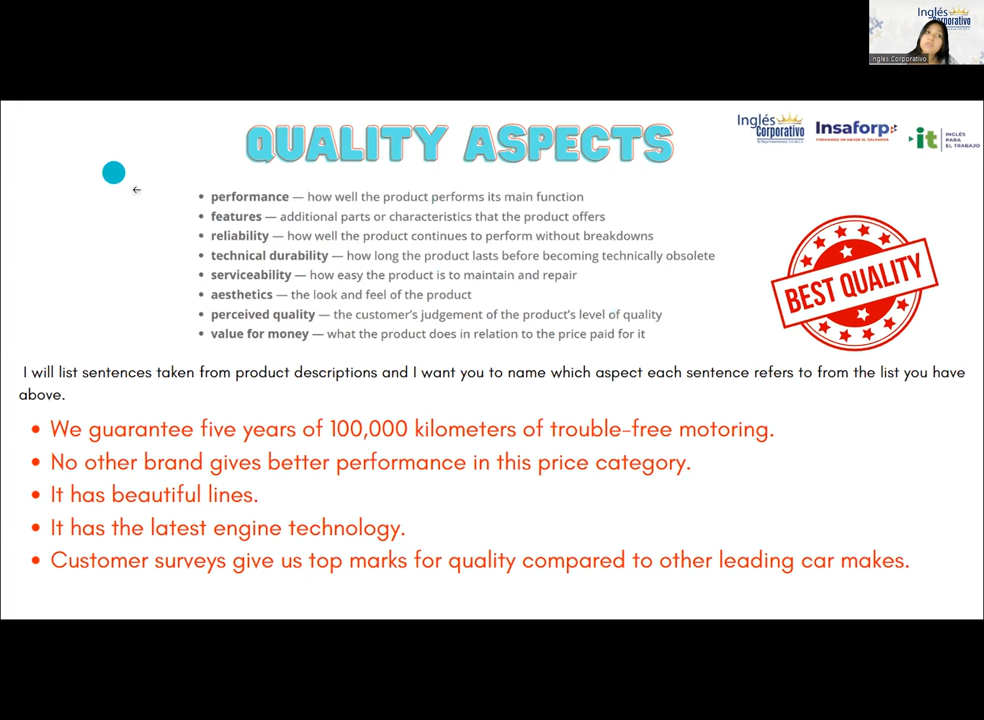 Inglés
Corporativo
Ingles Corporativo
QUALITY ASPECTS
Inglés
Corporativo
Insaforp
it
INGLÉS
PARA
EL TRABAJO
• performance — how well the product performs its main function
• features — additional parts or characteristics that the product offers
• reliability — how well the product continues to perform without breakdowns
• technical durability — how long the product lasts before becoming technically obsolete
• serviceability — how easy the product is to maintain and repair
• aesthetics — the look and feel of the product
• perceived quality — the customer's judgement of the product's level of quality
• value for money — what the product does in relation to the price paid for it
BEST QUALITY
I will list sentences taken from product descriptions and I want you to name which aspect each sentence refers to from the list you have
above.
• We guarantee five years of 100,000 kilometers of trouble-free motoring.
• No other brand gives better performance in this price category.
• It has beautiful lines.
• It has the latest engine technology.
• Customer surveys give us top marks for quality compared to other leading car makes.